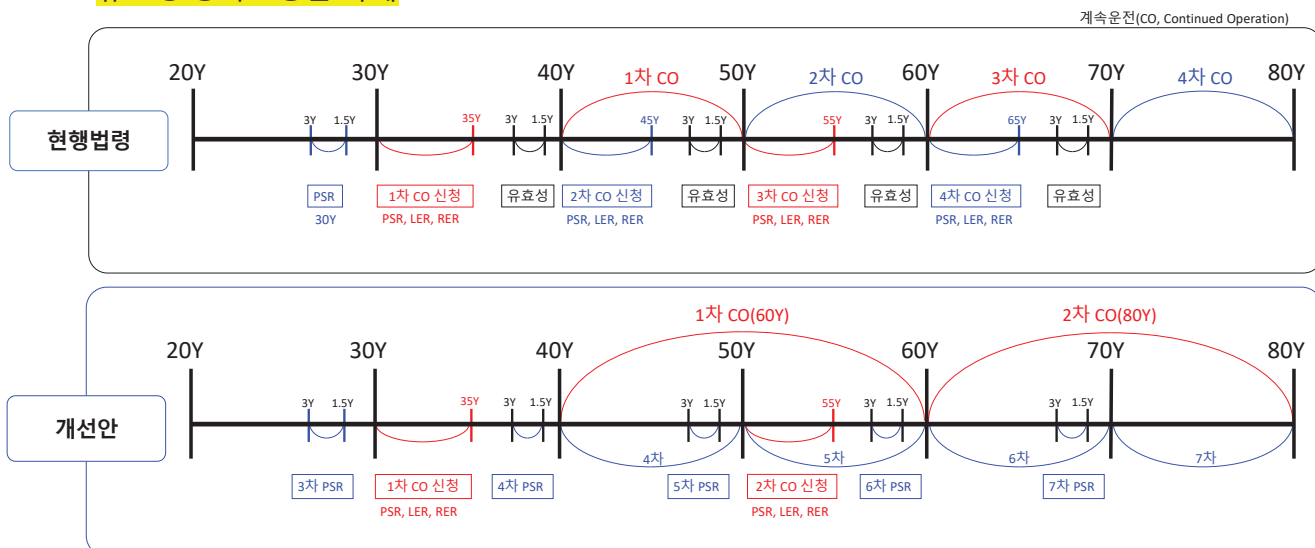 계속운전(CO, Continued Operation)
20Y 30Y 40Y 1차 CO 50Y 2차 CO 60Y 3차 CO 70Y 4차 CO 80Y
현행법령
3Y 1.5Y 35Y 3Y 1.5Y 45Y 3Y 1.5Y 55Y 3Y 1.5Y 65Y 3Y 1.5Y
PSR 1차 CO 신청 유효성 2차 CO 신청 유효성 3차 CO 신청 유효성 4차 CO 신청 유효성
30Y PSR, LER, RER PSR, LER, RER PSR, LER, RER PSR, LER, RER
1차 CO(60Y) 2차 CO(80Y)
20Y 30Y 40Y 50Y 60Y 70Y 80Y
개선안
3Y 1.5Y 35Y 3Y 1.5Y 3Y 1.5Y 55Y 3Y 1.5Y 3Y 1.5Y
4차 5차 6차 7차
3차 PSR 1차 CO 신청 4차 PSR 5차 PSR 2차 CO 신청 6차 PSR 7차 PSR
PSR, LER, RER PSR, LER, RER